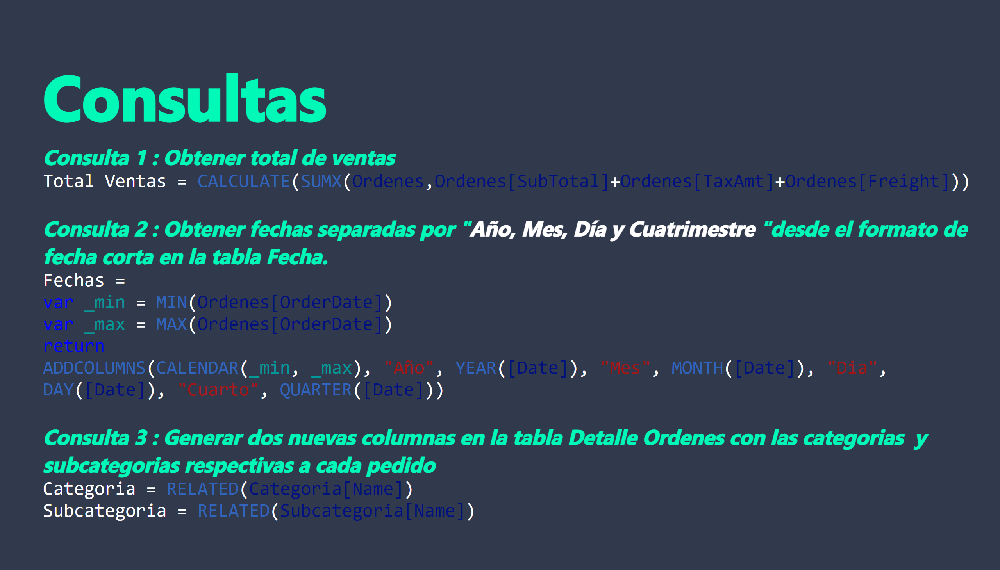 Consultas
Consulta 1 : Obtener total de ventas
Total Ventas = CALCULATE(SUMX(Ordenes,Ordenes[SubTotal]+Ordenes[TaxAmt]+Ordenes[Freight]))
Consulta 2 : Obtener fechas separadas por "Año, Mes, Día y Cuatrimestre "desde el formato de
fecha corta en la tabla Fecha.
Fechas =
var _min = MIN(Ordenes[OrderDate])
var _max = MAX(Ordenes[OrderDate])
return
ADDCOLUMNS(CALENDAR(_min, _max), "Año", YEAR([Date]), "Mes", MONTH([Date]), "Dia",
DAY([Date]), "Cuarto", QUARTER([Date]))
Consulta 3 : Generar dos nuevas columnas en la tabla Detalle Ordenes con las categorias  y
subcategorias respectivas a cada pedido
Categoria = RELATED(Categoria[Name])
Subcategoria = RELATED(Subcategoria[Name])